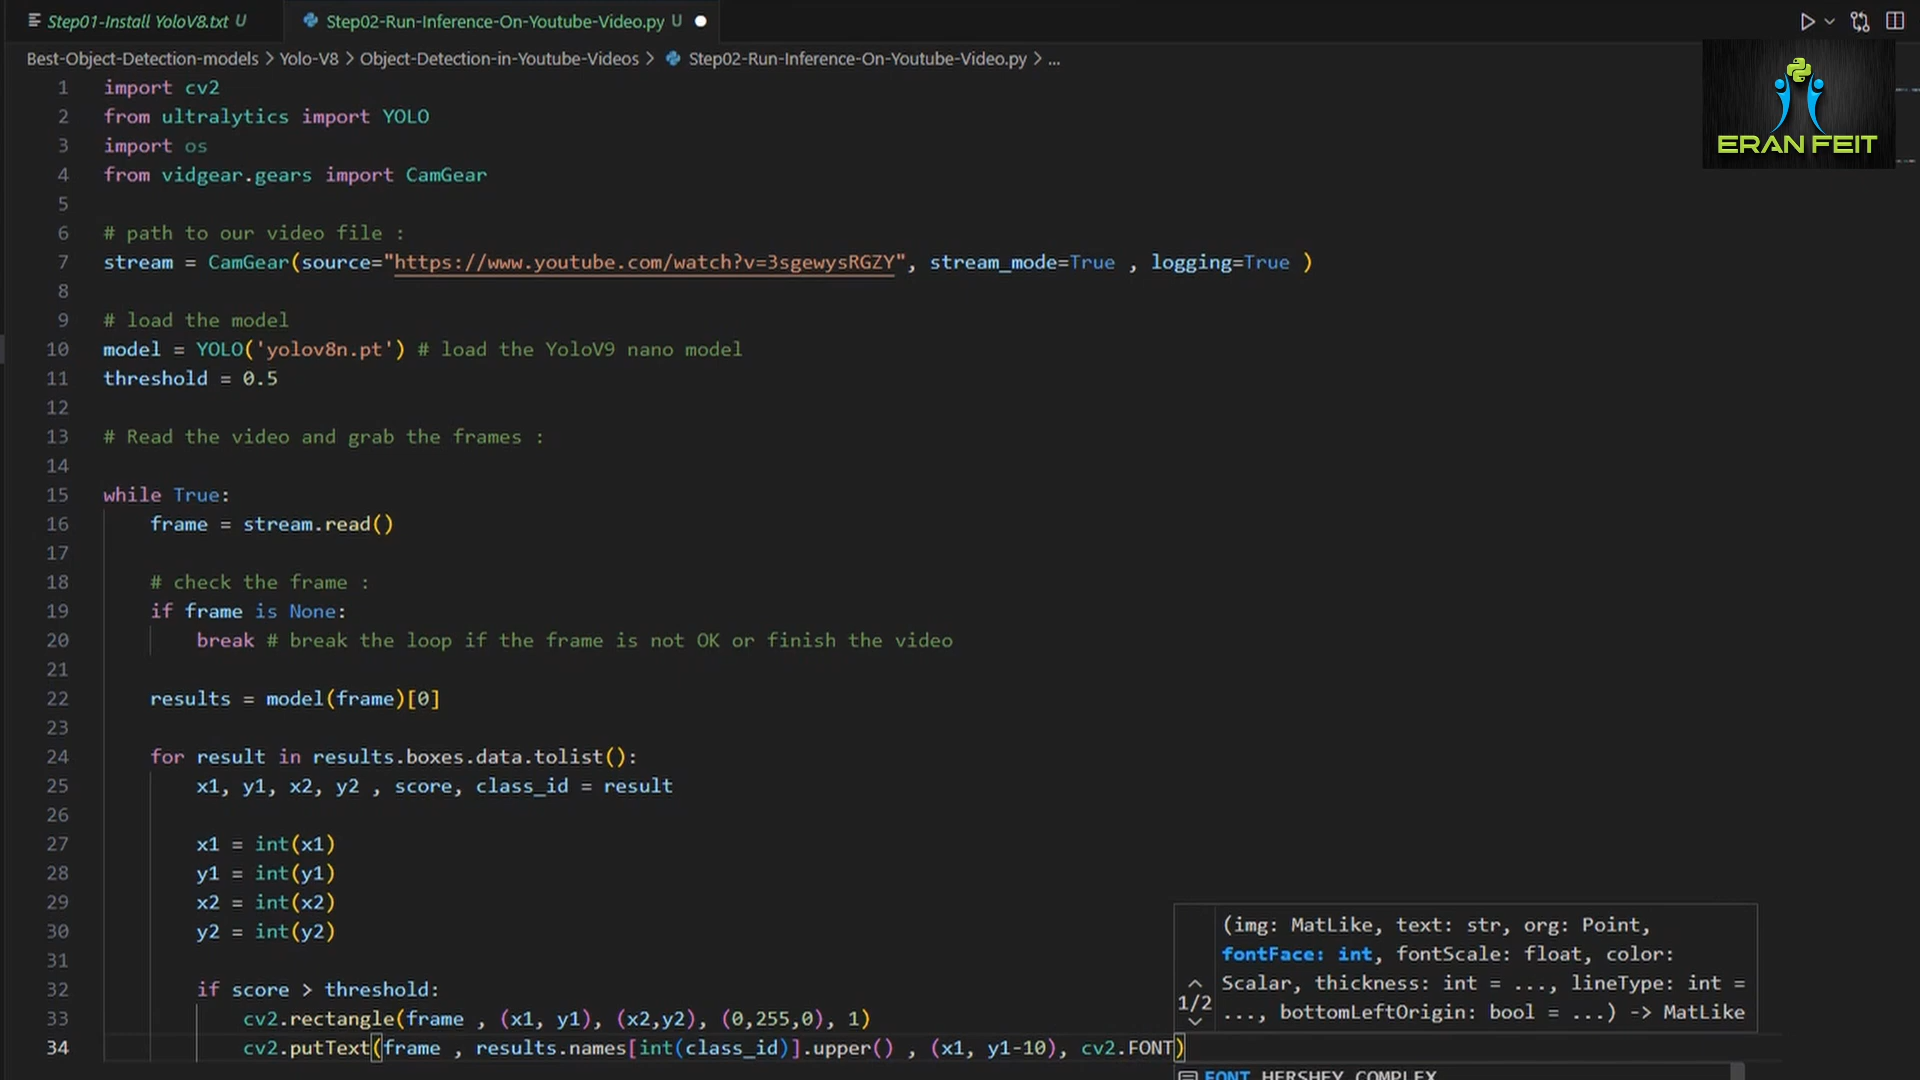 Step01-Install YoloV8.txt U
Step02-Run-Inference-On-Youtube-Video.py U
Best-Object-Detection-models > Yolo-V8 > Object-Detection-in-Youtube-Videos > Step02-Run-Inference-On-Youtube-Video.py > ...
ERAN FEIT
1 import cv2
2 from ultralytics import YOLO
3 import os
4 from vidgear.gears import CamGear
5
6 # path to our video file :
7 stream = CamGear(source="https://www.youtube.com/watch?v=3sgewysRGZY", stream_mode=True , logging=True )
8
9 # load the model
10 model = YOLO('yolov8n.pt') # load the YoloV9 nano model
11 threshold = 0.5
12
13 # Read the video and grab the frames :
14
15 while True:
16 frame = stream.read()
17
18 # check the frame :
19 if frame is None:
20 break # break the loop if the frame is not OK or finish the video
21
22 results = model(frame)[0]
23
24 for result in results.boxes.data.tolist():
25 x1, y1, x2, y2 , score, class_id = result
26
27 x1 = int(x1)
28 y1 = int(y1)
29 x2 = int(x2)
30 y2 = int(y2)
31
32 if score > threshold:
33 cv2.rectangle(frame , (x1, y1), (x2,y2), (0,255,0), 1)
34 cv2.putText(frame , results.names[int(class_id)].upper() , (x1, y1-10), cv2.FONT)
(img: MatLike, text: str, org: Point,
fontFace: int, fontScale: float, color:
Scalar, thickness: int = ..., lineType: int =
1/2
..., bottomLeftOrigin: bool = ...) -> MatLike
FONT_HERSHEY_COMPLEX